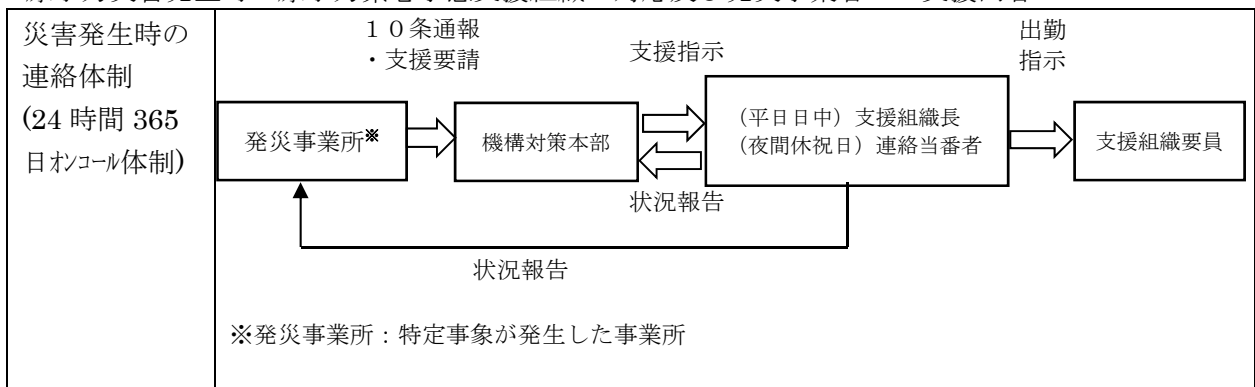 災害発生時の
連絡体制
(24 時間 365
日ｵﾝｺｰﾙ体制)
１０条通報
・支援要請
支援指示
出勤
指示
発災事業所※
機構対策本部
（平日日中）支援組織長
（夜間休祝日）連絡当番者
支援組織要員
状況報告
状況報告
※発災事業所：特定事象が発生した事業所